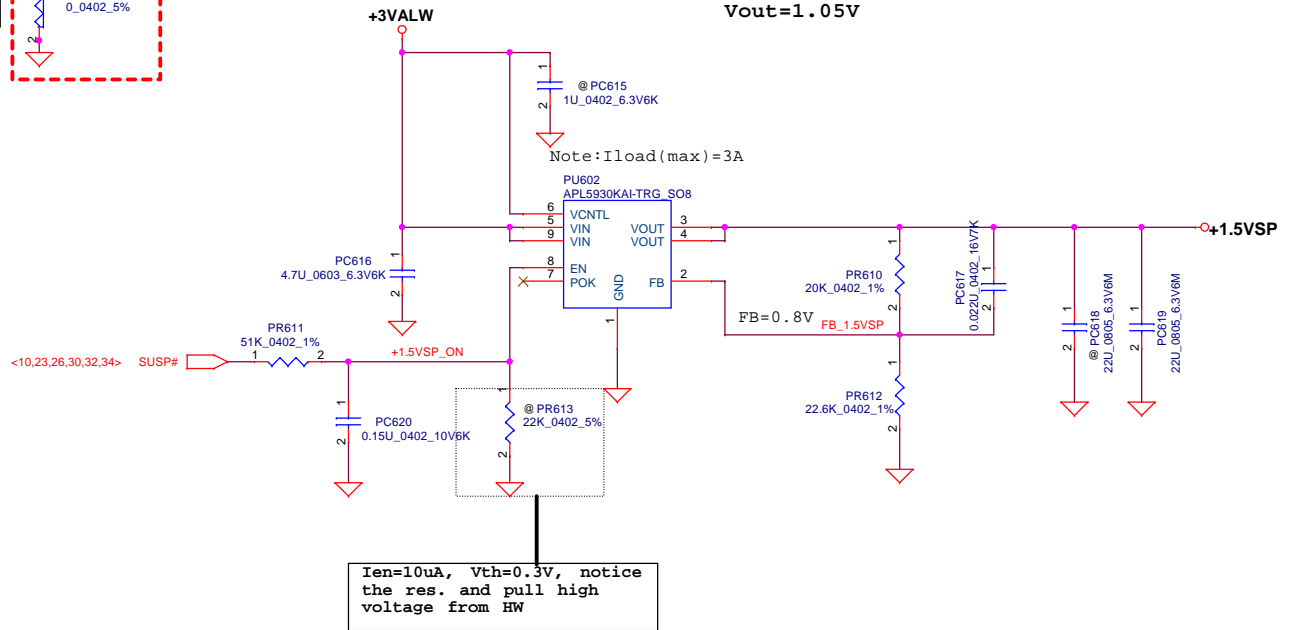 0_0402_5%
2
+3VALW
Vout=1.05V
1
@ PC615
1U_0402_6.3V6K
2
Note:Iload(max)=3A
PU602
APL5930KAI-TRG_SO8
6 VCNTL
5 VIN
9 VIN
VOUT 3
VOUT 4
8 EN
7 POK
GND
1
FB 2
+1.5VSP
1
PC616
4.7U_0603_6.3V6K
2
1
PR610
20K_0402_1%
2
PC617
0.022U_0402_16V7K
1
2
1
2
@ PC618
22U_0805_6.3V6M
1
2
PC619
22U_0805_6.3V6M
FB=0.8V
FB_1.5VSP
PR611
51K_0402_1%
<10,23,26,30,32,34> SUSP#
1 2
+1.5VSP_ON
1
PC620
0.15U_0402_10V6K
2
1
@ PR613
22K_0402_5%
2
1
PR612
22.6K_0402_1%
2
Ien=10uA, Vth=0.3V, notice
the res. and pull high
voltage from HW